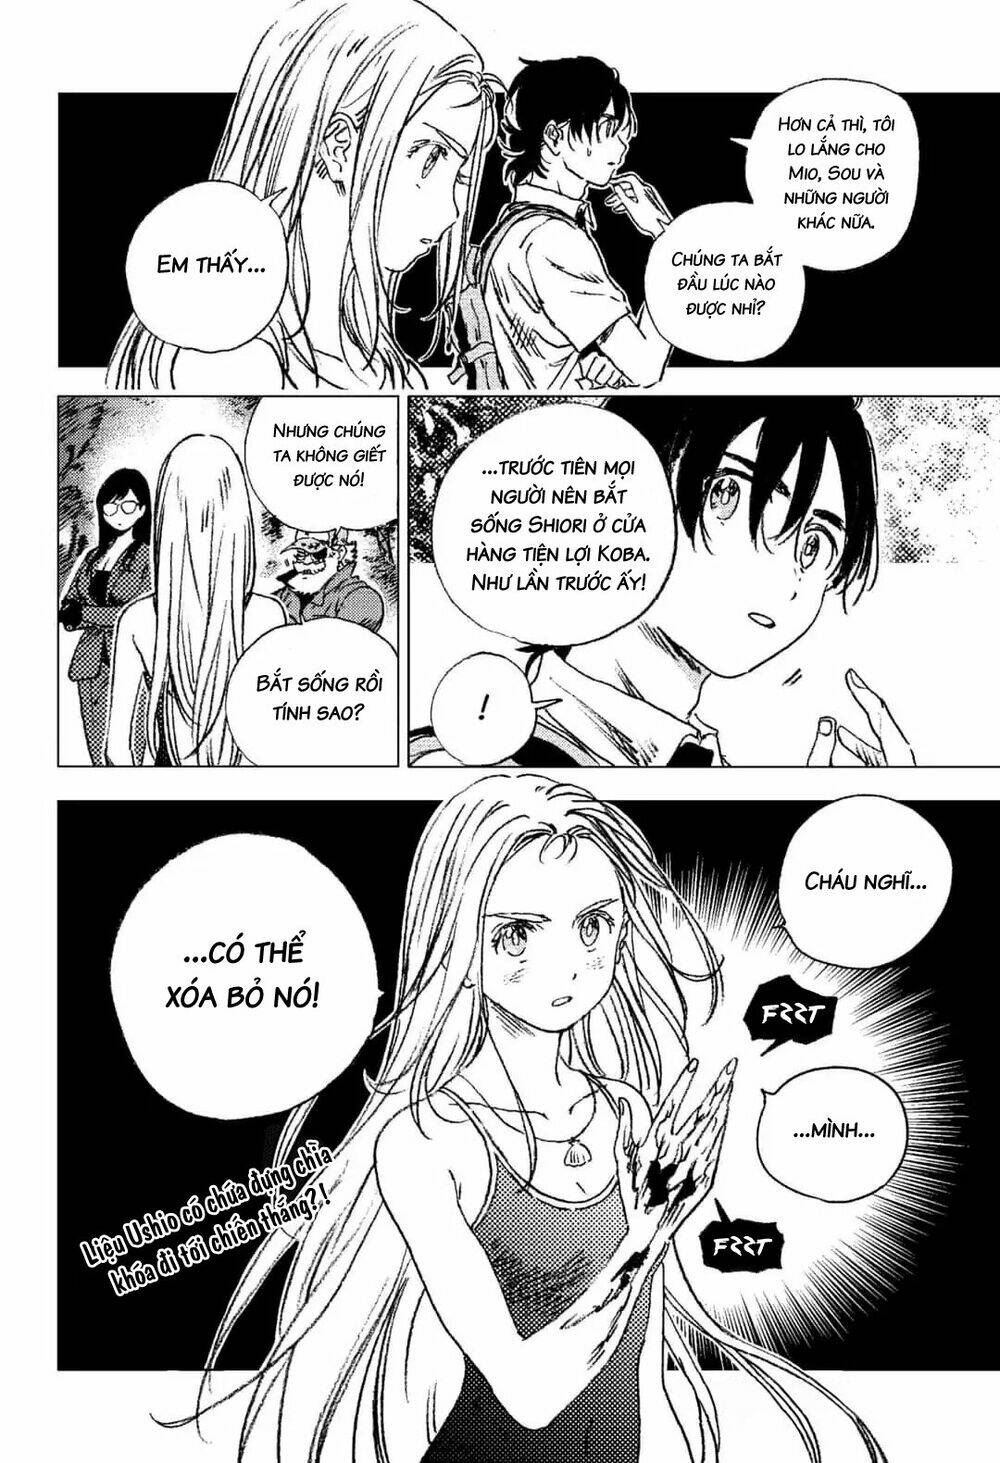 Hơn cả thì, tôi
lo lắng cho
Mio, Sou và
những người
khác nữa.
Chúng ta bắt
đầu lúc nào
được nhỉ?
Em thấy...
...trước tiên mọi
người nên bắt
sống Shiori ở cửa
hàng tiện lợi Koba.
Như lần trước ấy!
!
Nhưng chúng
ta không giết
được nó!
Bắt sống rồi
tính sao?
Cháu nghĩ...
FZZT
...mình...
FZZT
...có thể
xóa bỏ nó!
Liệu Ushio có chứa đựng chìa
khóa đi tới chiến thắng?!